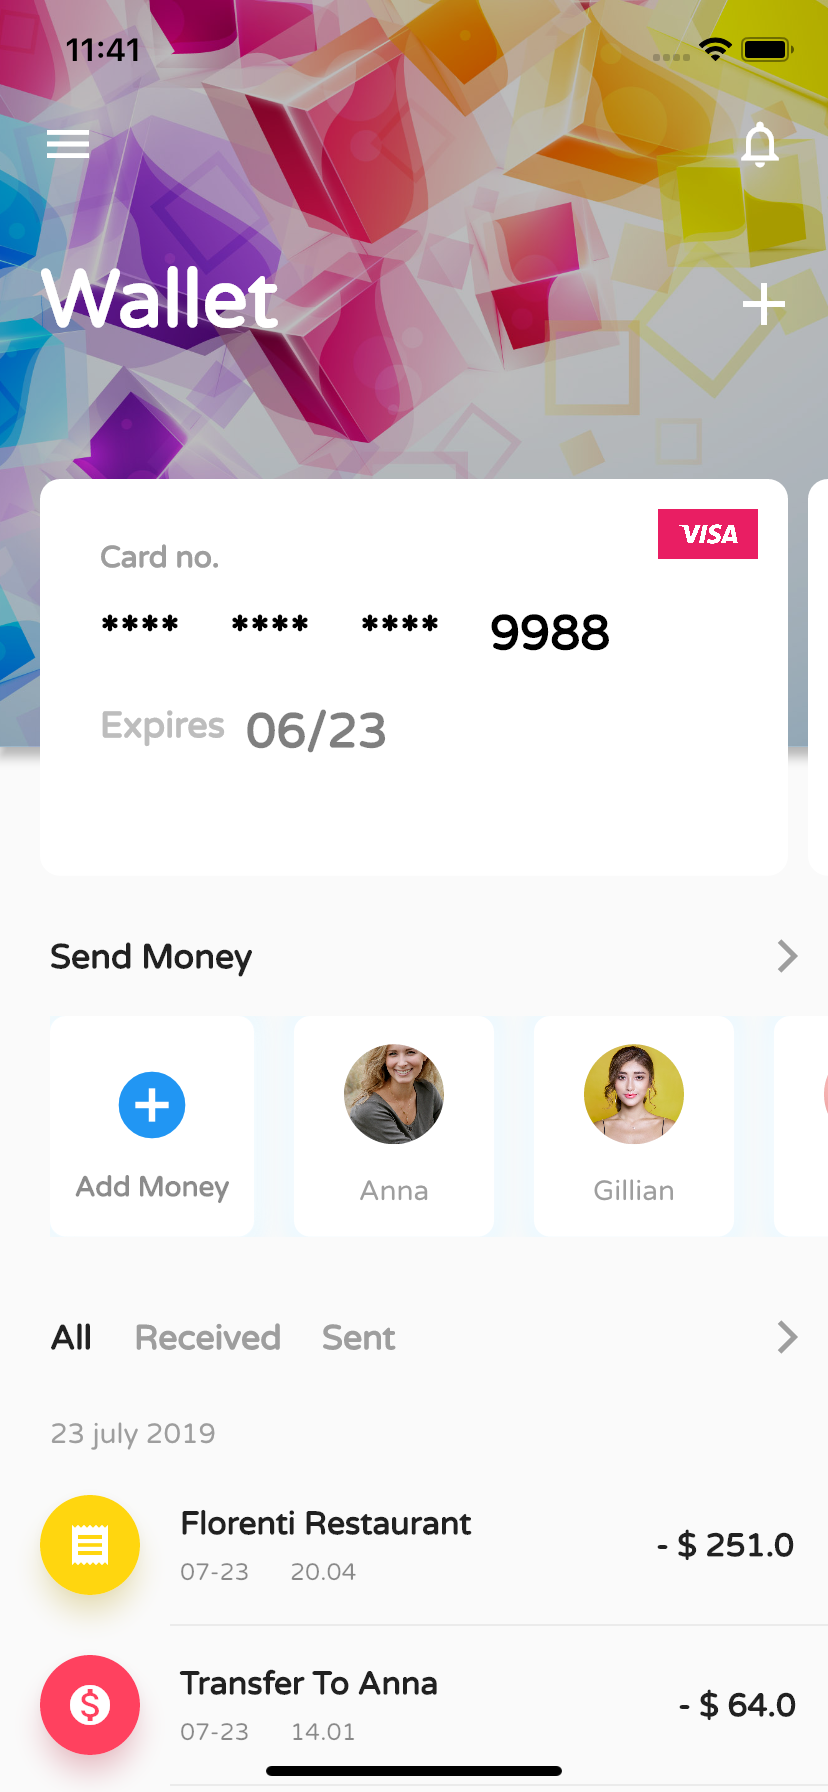 11:41
Wallet
VISA
Card no.
**** **** **** 9988
Expires 06/23
Send Money
Add Money
Anna
Gillian
All Received Sent
23 july 2019
Florenti Restaurant
- $ 251.0
07-23 20.04
Transfer To Anna
- $ 64.0
07-23 14.01